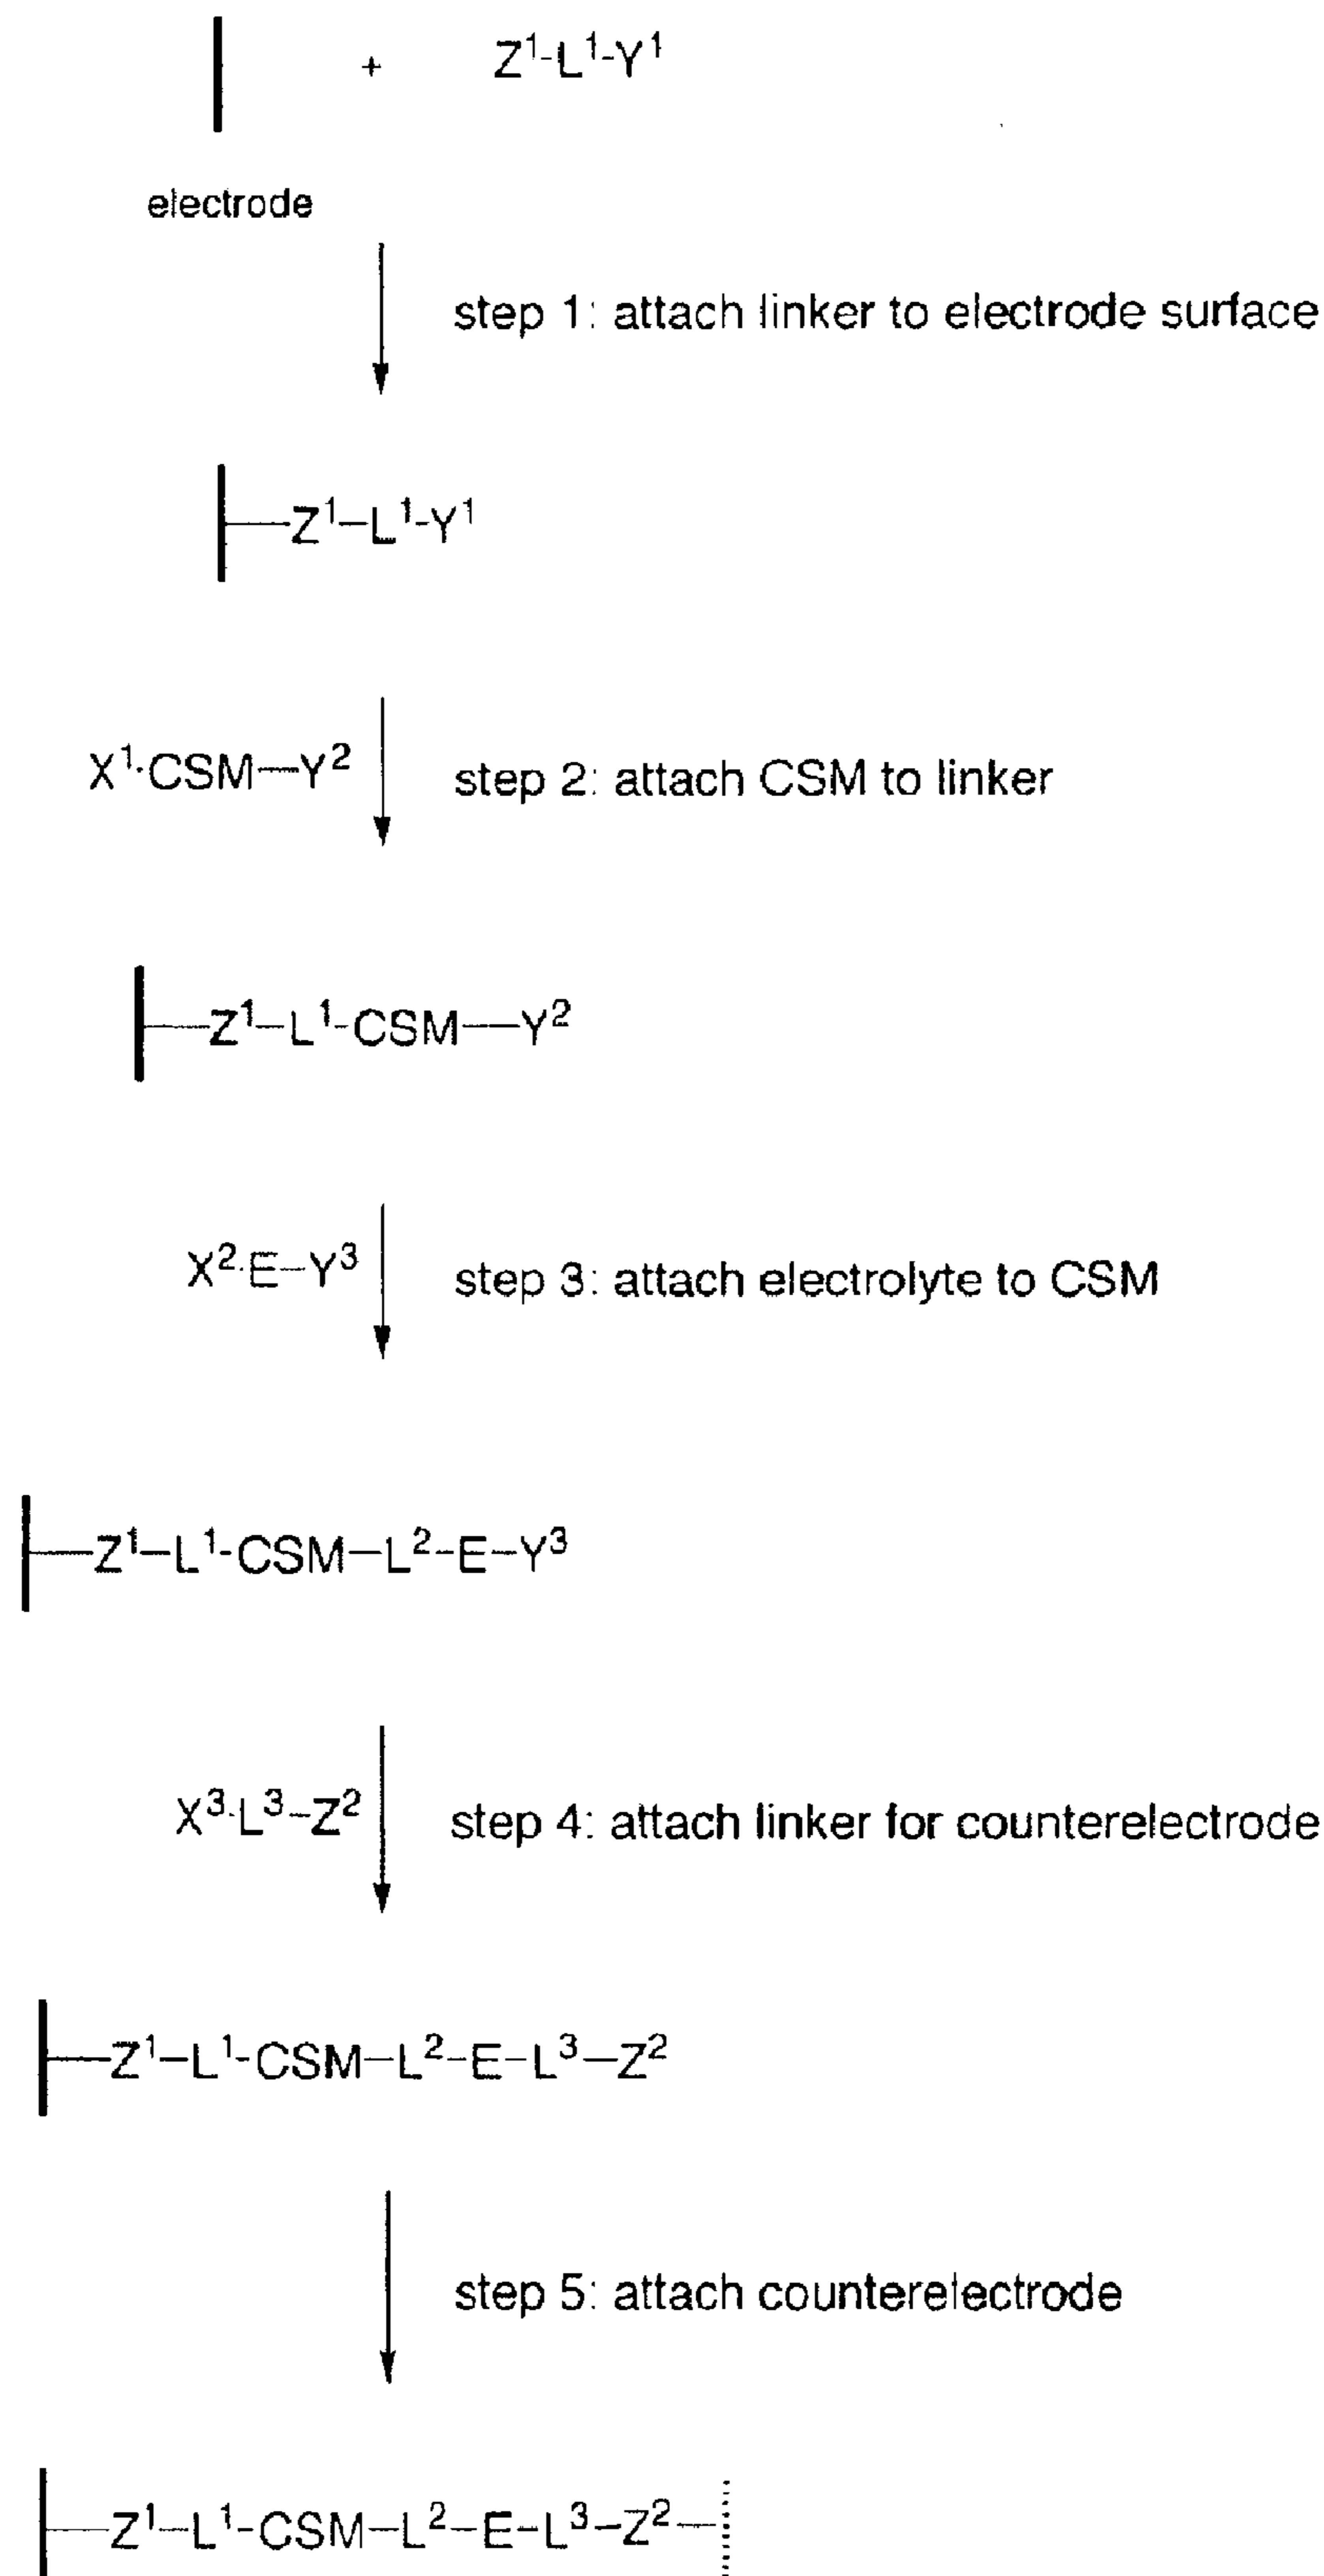 + Z¹-L¹-Y¹
electrode
step 1: attach linker to electrode surface
Z¹-L¹-Y¹
X¹-CSM-Y² step 2: attach CSM to linker
Z¹-L¹-CSM-Y²
X²-E-Y³ step 3: attach electrolyte to CSM
Z¹-L¹-CSM-L²-E-Y³
X³-L³-Z² step 4: attach linker for counterelectrode
Z¹-L¹-CSM-L²-E-L³-Z²
step 5: attach counterelectrode
Z¹-L¹-CSM-L²-E-L³-Z²